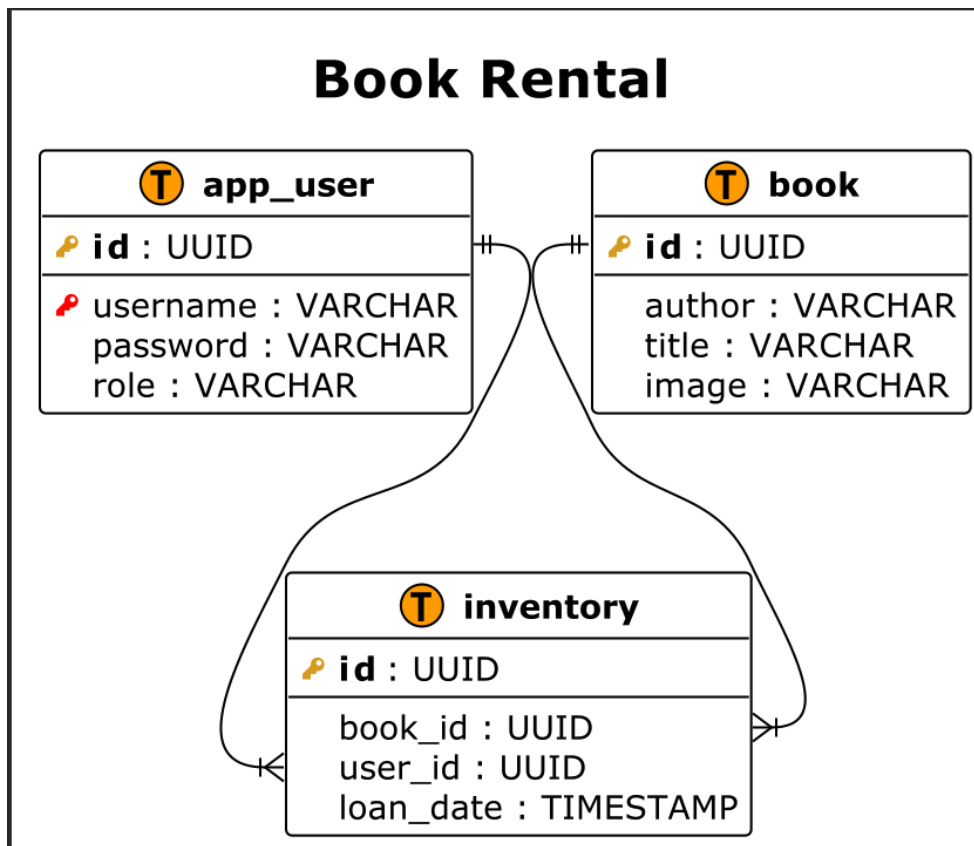 Book Rental
T app_user
id : UUID
username : VARCHAR
password : VARCHAR
role : VARCHAR
T book
id : UUID
author : VARCHAR
title : VARCHAR
image : VARCHAR
T inventory
id : UUID
book_id : UUID
user_id : UUID
loan_date : TIMESTAMP